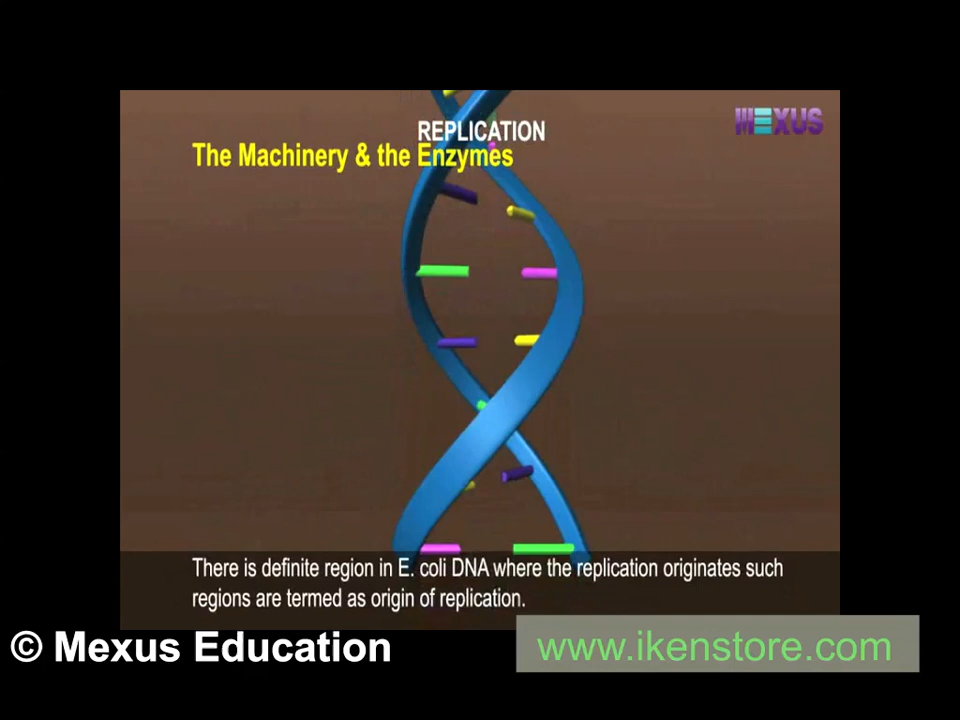 MEXUS
REPLICATION
The Machinery & the Enzymes
There is definite region in E. coli DNA where the replication originates such
regions are termed as origin of replication.
© Mexus Education
www.ikenstore.com